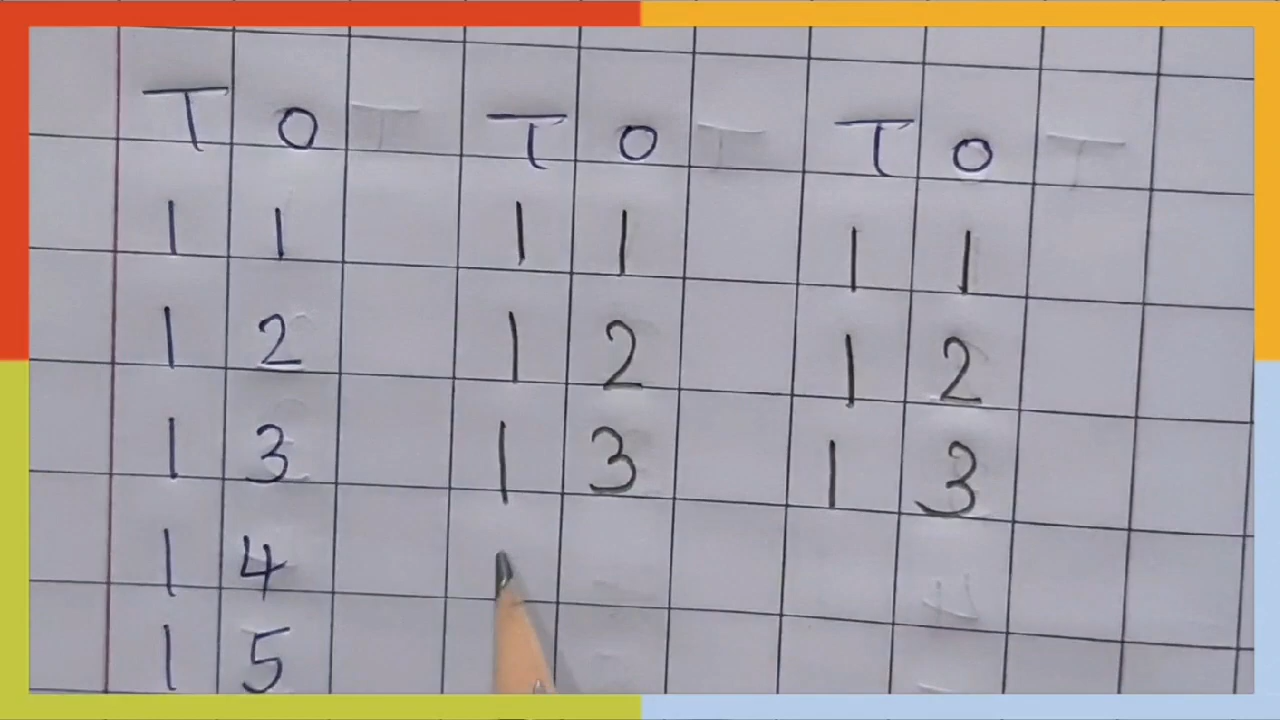 T O T O T O
1 1 1 1 1 1
1 2 1 2 1 2
1 3 1 3 1 3
1 4
1 5